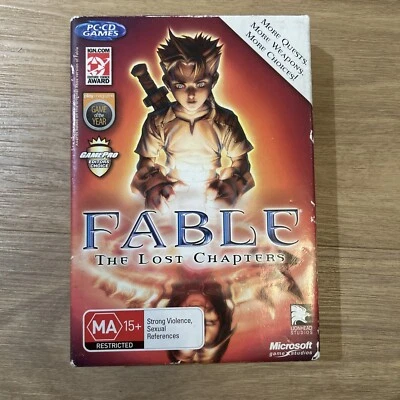 PC-CD
GAMES
More Quests.
More Weapons.
More Choices!
IGN.COM
AWARD
GAME
of the
YEAR
GAMEPRO
EDITORS'
CHOICE
FABLE
The Lost Chapters
MA 15+
RESTRICTED
Strong Violence,
Sexual
References
LIONHEAD
STUDIOS
Microsoft
game studios